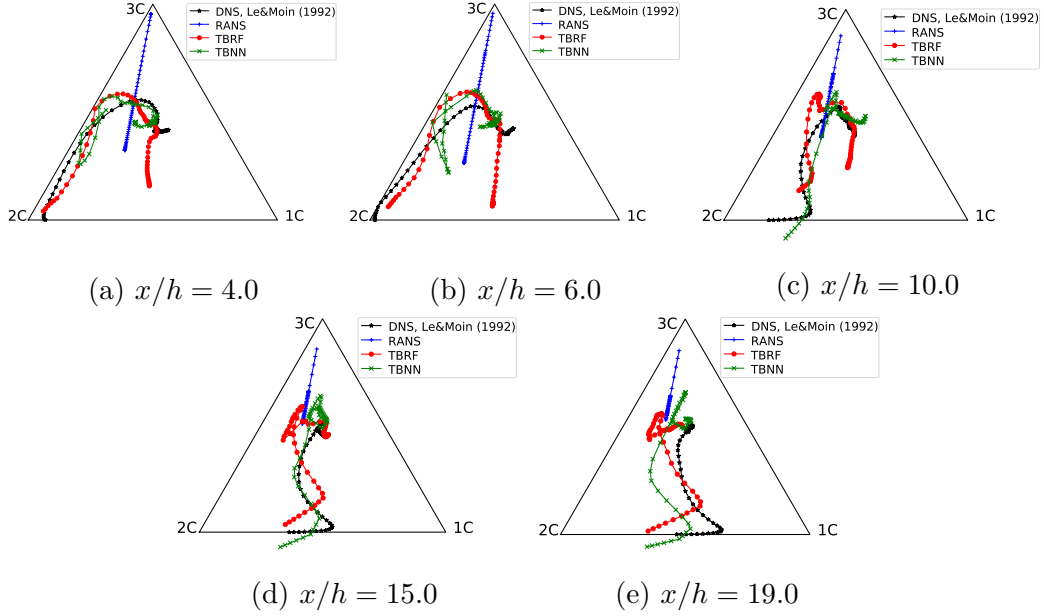 3C
DNS, Le&Moin (1992)
RANS
TBRF
TBNN
2C
1C
(a) x/h = 4.0
3C
DNS, Le&Moin (1992)
RANS
TBRF
TBNN
2C
1C
(b) x/h = 6.0
3C
DNS, Le&Moin (1992)
RANS
TBRF
TBNN
2C
1C
(c) x/h = 10.0
3C
DNS, Le&Moin (1992)
RANS
TBRF
TBNN
2C
1C
(d) x/h = 15.0
3C
DNS, Le&Moin (1992)
RANS
TBRF
TBNN
2C
1C
(e) x/h = 19.0